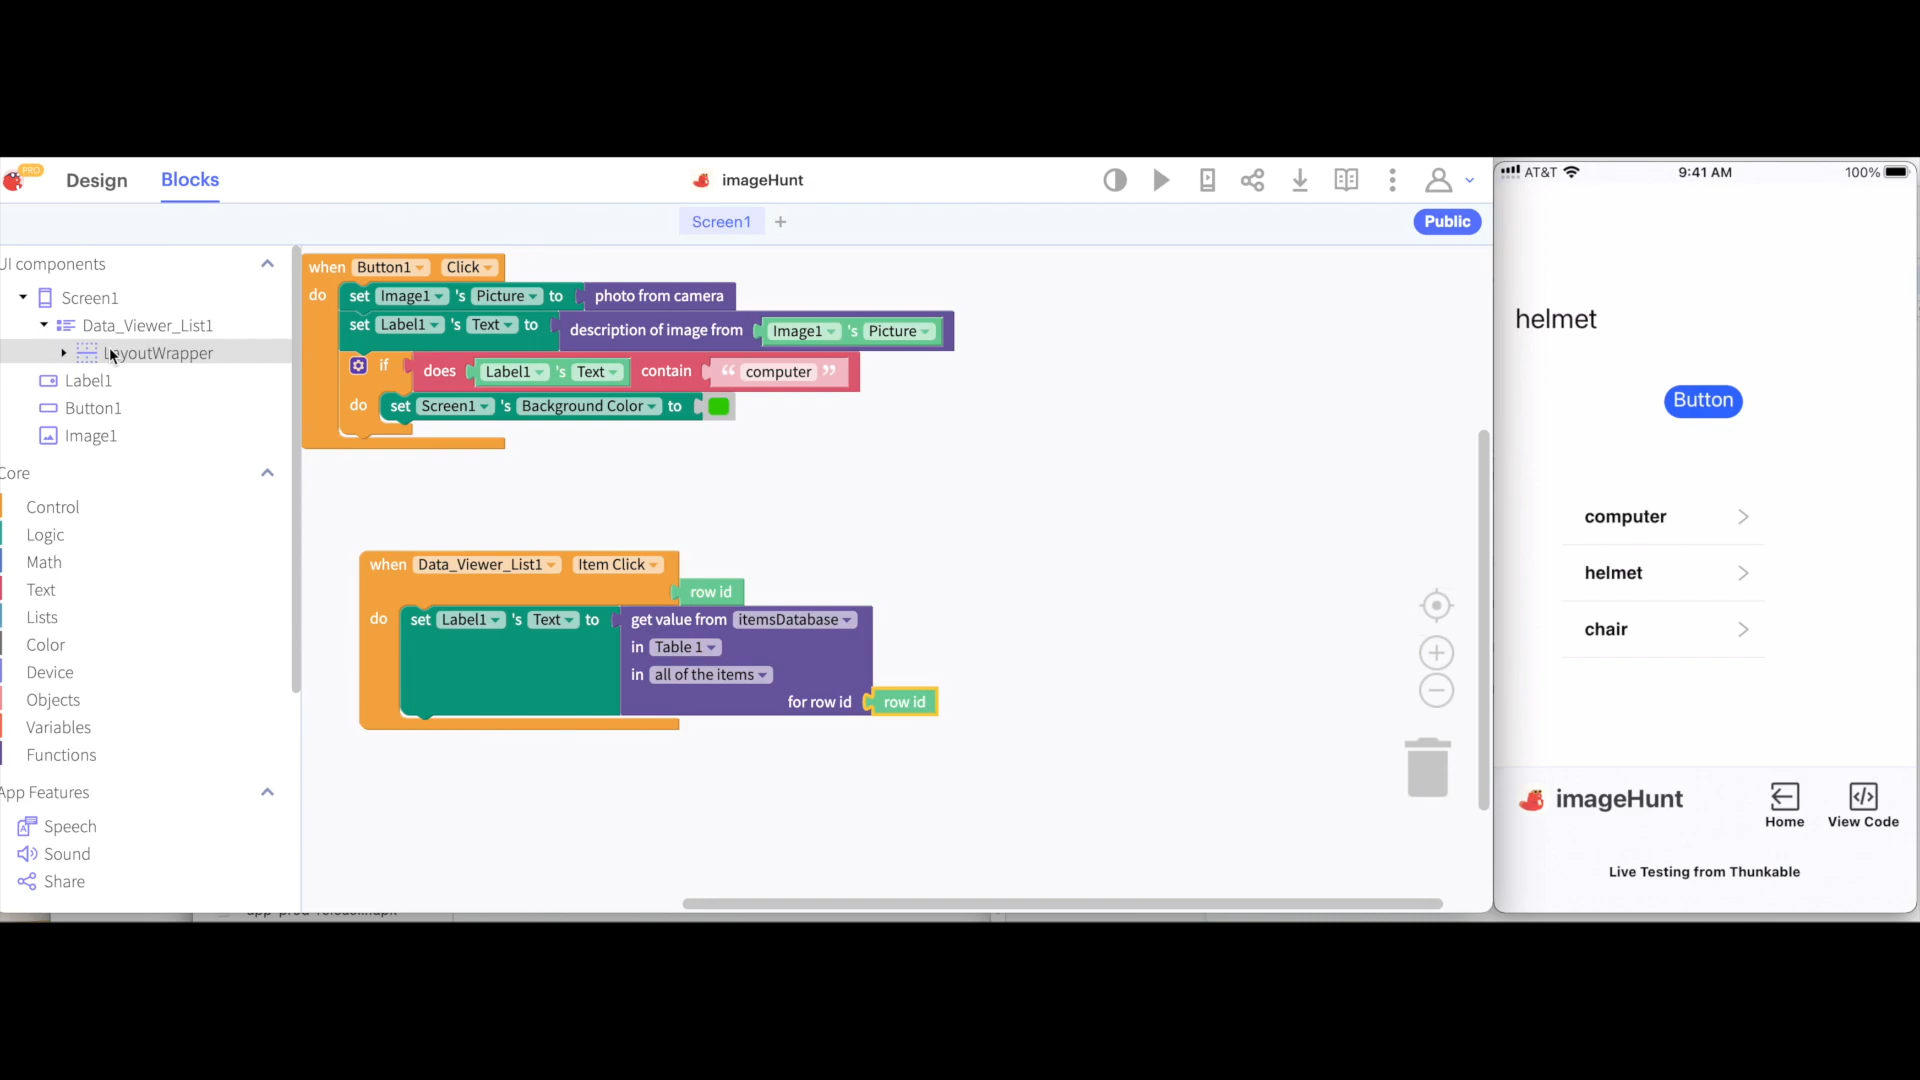 PRO
Design
Blocks
imageHunt
Screen1 +
Public
UI components
Screen1
Data_Viewer_List1
LayoutWrapper
Label1
Button1
Image1
Core
Control
Logic
Math
Text
Lists
Color
Device
Objects
Variables
Functions
App Features
Speech
Sound
Share
when Button1 Click
do set Image1 's Picture to photo from camera
set Label1 's Text to description of image from Image1 's Picture
if does Label1 's Text contain “ computer ”
do set Screen1 's Background Color to
when Data_Viewer_List1 Item Click
row id
do set Label1 's Text to get value from itemsDatabase
in Table 1
in all of the items
for row id row id
AT&T 9:41 AM 100%
helmet
Button
computer
helmet
chair
imageHunt
Home
View Code
Live Testing from Thunkable